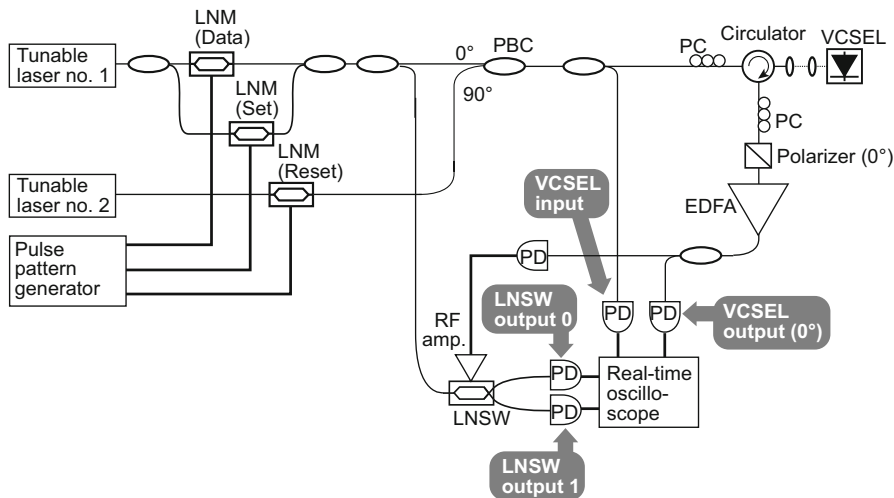 LNM
(Data)
Tunable
laser no. 1
LNM
(Set)
0°
PBC
90°
PC
Circulator
VCSEL
LNM
(Reset)
Tunable
laser no. 2
PC
Polarizer (0°)
VCSEL
input
EDFA
Pulse
pattern
generator
PD
LNSW
output 0
RF
amp.
PD
PD
VCSEL
output (0°)
PD
Real-time
oscillo-
scope
LNSW
PD
LNSW
output 1